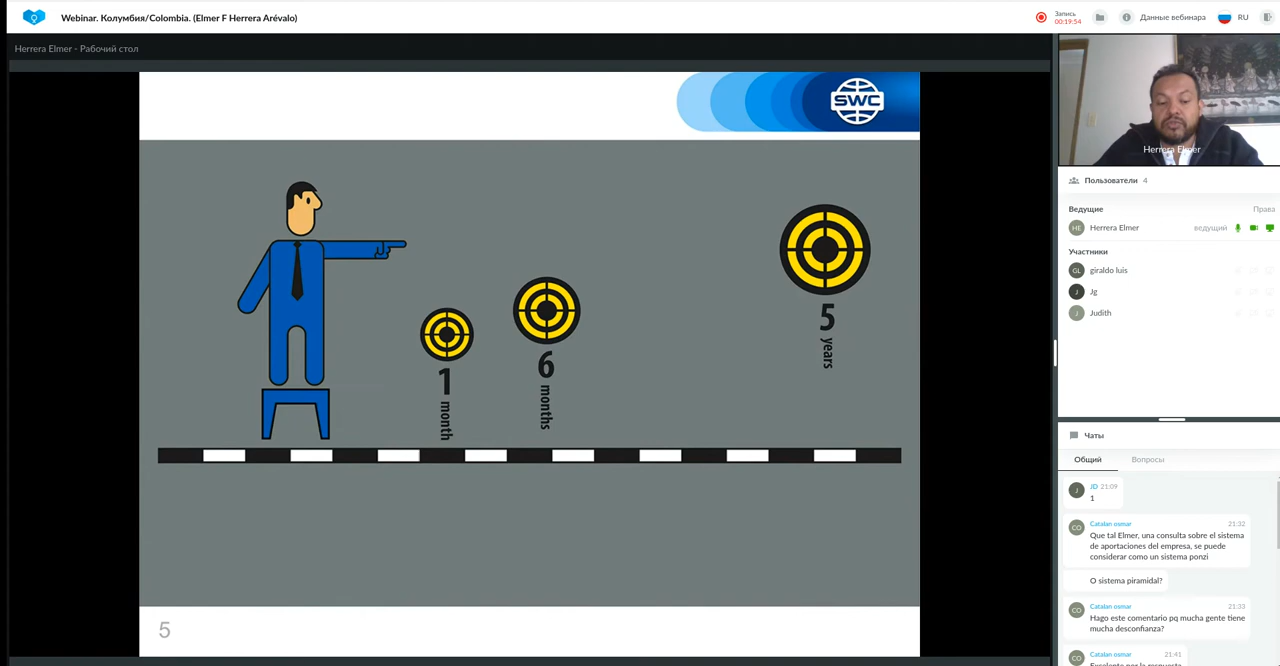 Webinar. Колумбия/Colombia. (Elmer F Herrera Arévalo)
Запись
00:19:54
Данные вебинара
RU
Herrera Elmer - Рабочий стол
SWC
1
month
6
months
5
years
5
Herrera Elmer
Пользователи 4
Ведущие
Права
HE
Herrera Elmer
ведущий
Участники
GL
giraldo luis
J
Jg
J
Judith
Чаты
Общий
Вопросы
J
JD 21:09
1
CO
Catalan osmar 21:32
Que tal Elmer, una consulta sobre el sistema
de aportaciones del empresa, se puede
considerar como un sistema ponzi
O sistema piramidal?
CO
Catalan osmar 21:33
Hago este comentario pq mucha gente tiene
mucha desconfianza?
CO
Catalan osmar 21:41
Excelente por la respuesta